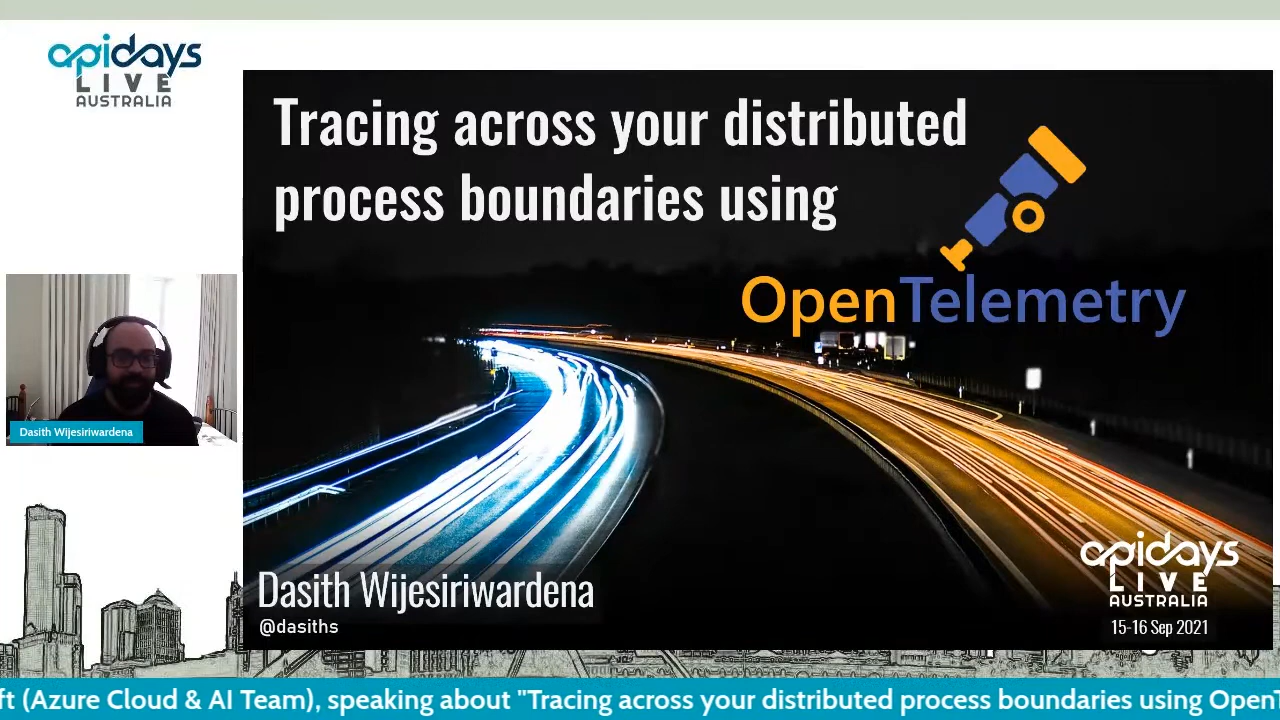 apidays
LIVE
AUSTRALIA
Tracing across your distributed
process boundaries using
OpenTelemetry
Dasith Wijesiriwardena
Dasith Wijesiriwardena
@dasiths
apidays
LIVE
AUSTRALIA
15-16 Sep 2021
ft (Azure Cloud & AI Team), speaking about "Tracing across your distributed process boundaries using OpenT